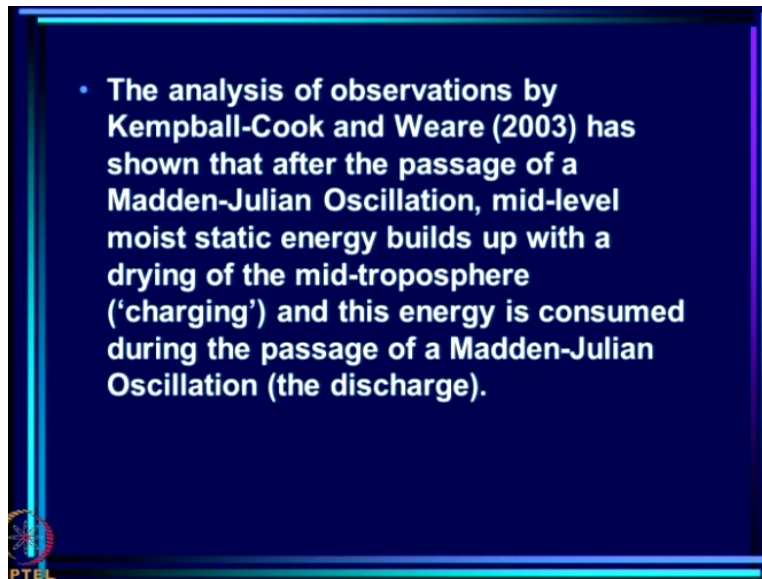 • The analysis of observations by
Kempball-Cook and Weare (2003) has
shown that after the passage of a
Madden-Julian Oscillation, mid-level
moist static energy builds up with a
drying of the mid-troposphere
(‘charging’) and this energy is consumed
during the passage of a Madden-Julian
Oscillation (the discharge).
PTEL